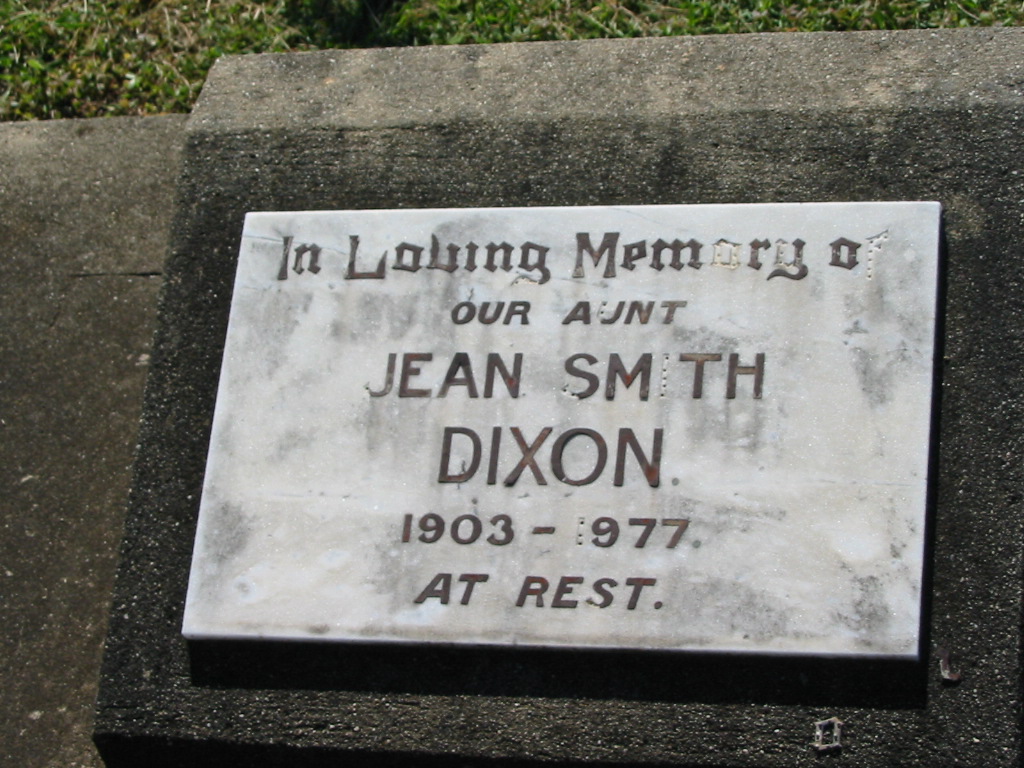 In Loving Memory of
OUR AUNT
JEAN SMITH
DIXON.
1903 - 1977.
AT REST.